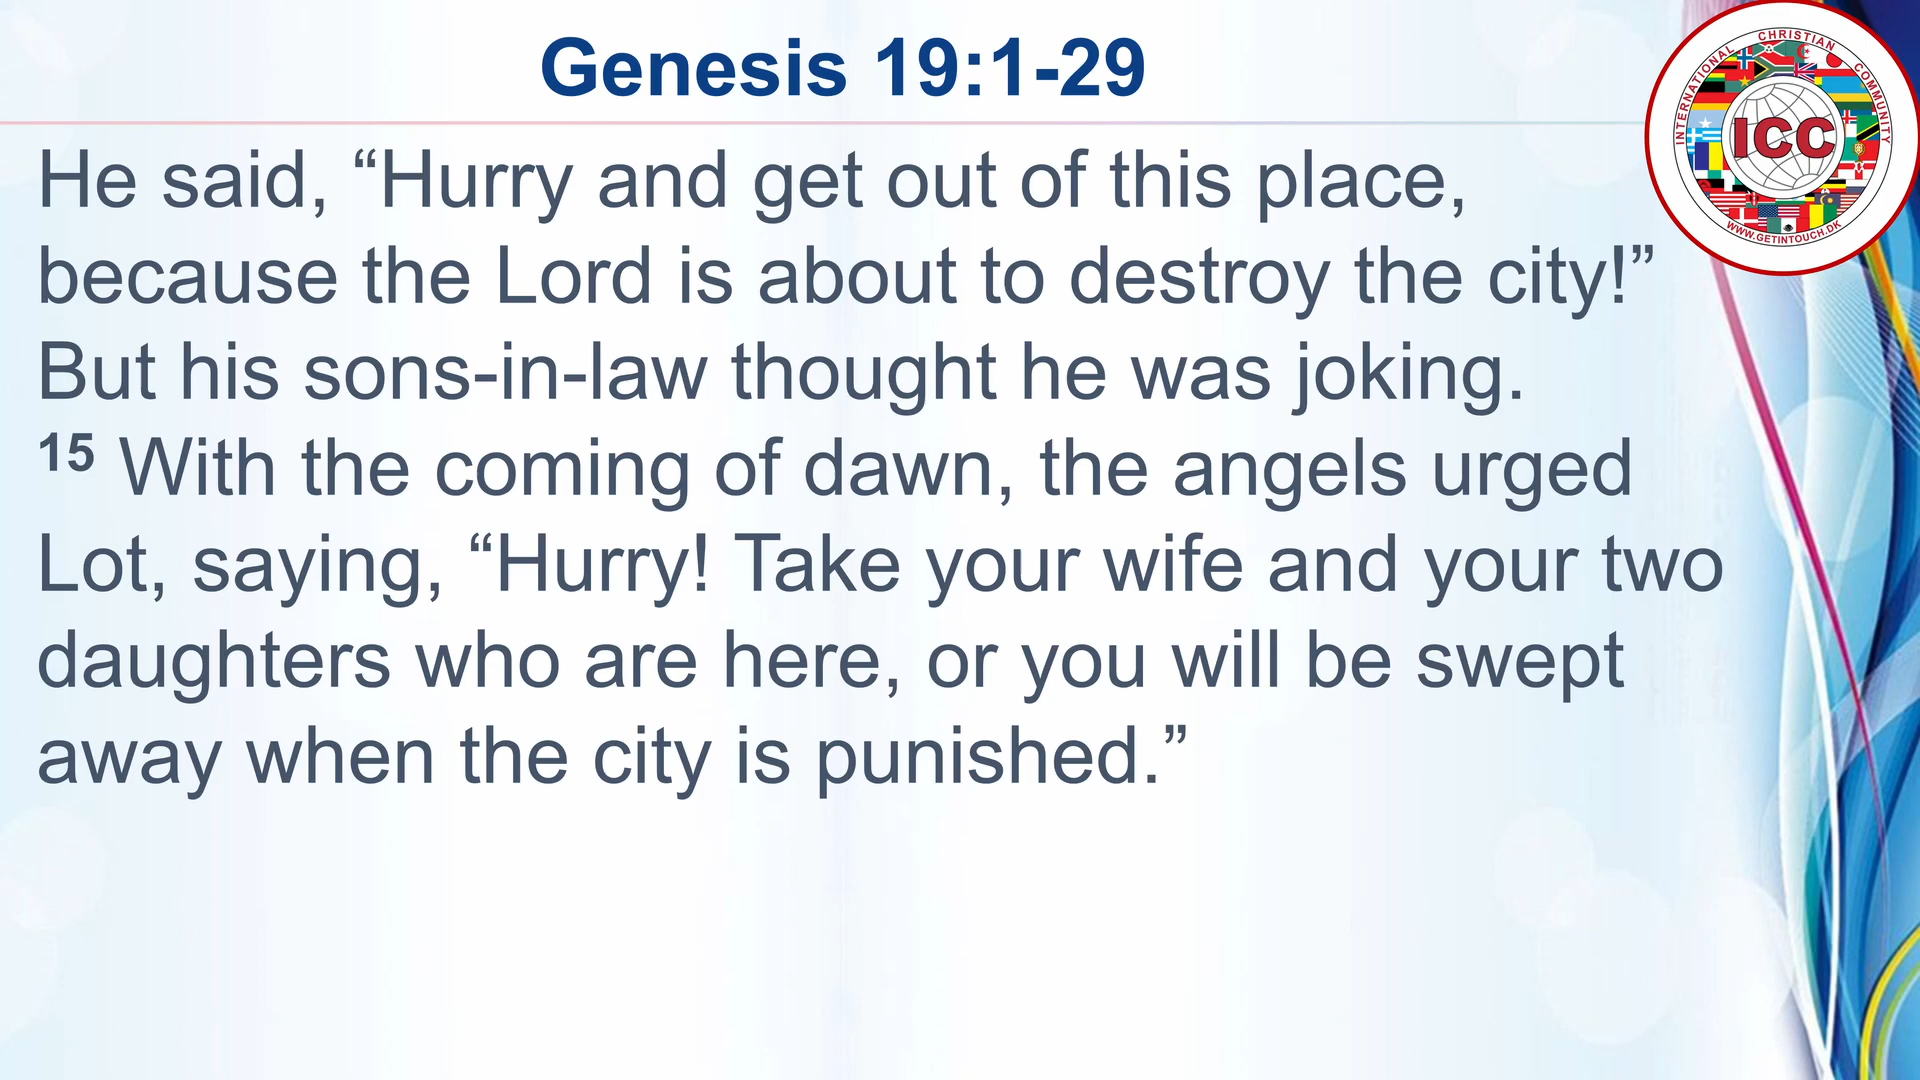 Genesis 19:1-29
He said, “Hurry and get out of this place,
because the Lord is about to destroy the city!”
But his sons-in-law thought he was joking.
15 With the coming of dawn, the angels urged
Lot, saying, “Hurry! Take your wife and your two
daughters who are here, or you will be swept
away when the city is punished.”
INTERNATIONAL CHRISTIAN COMMUNITY
ICC
WWW.GETINTOUCH.DK